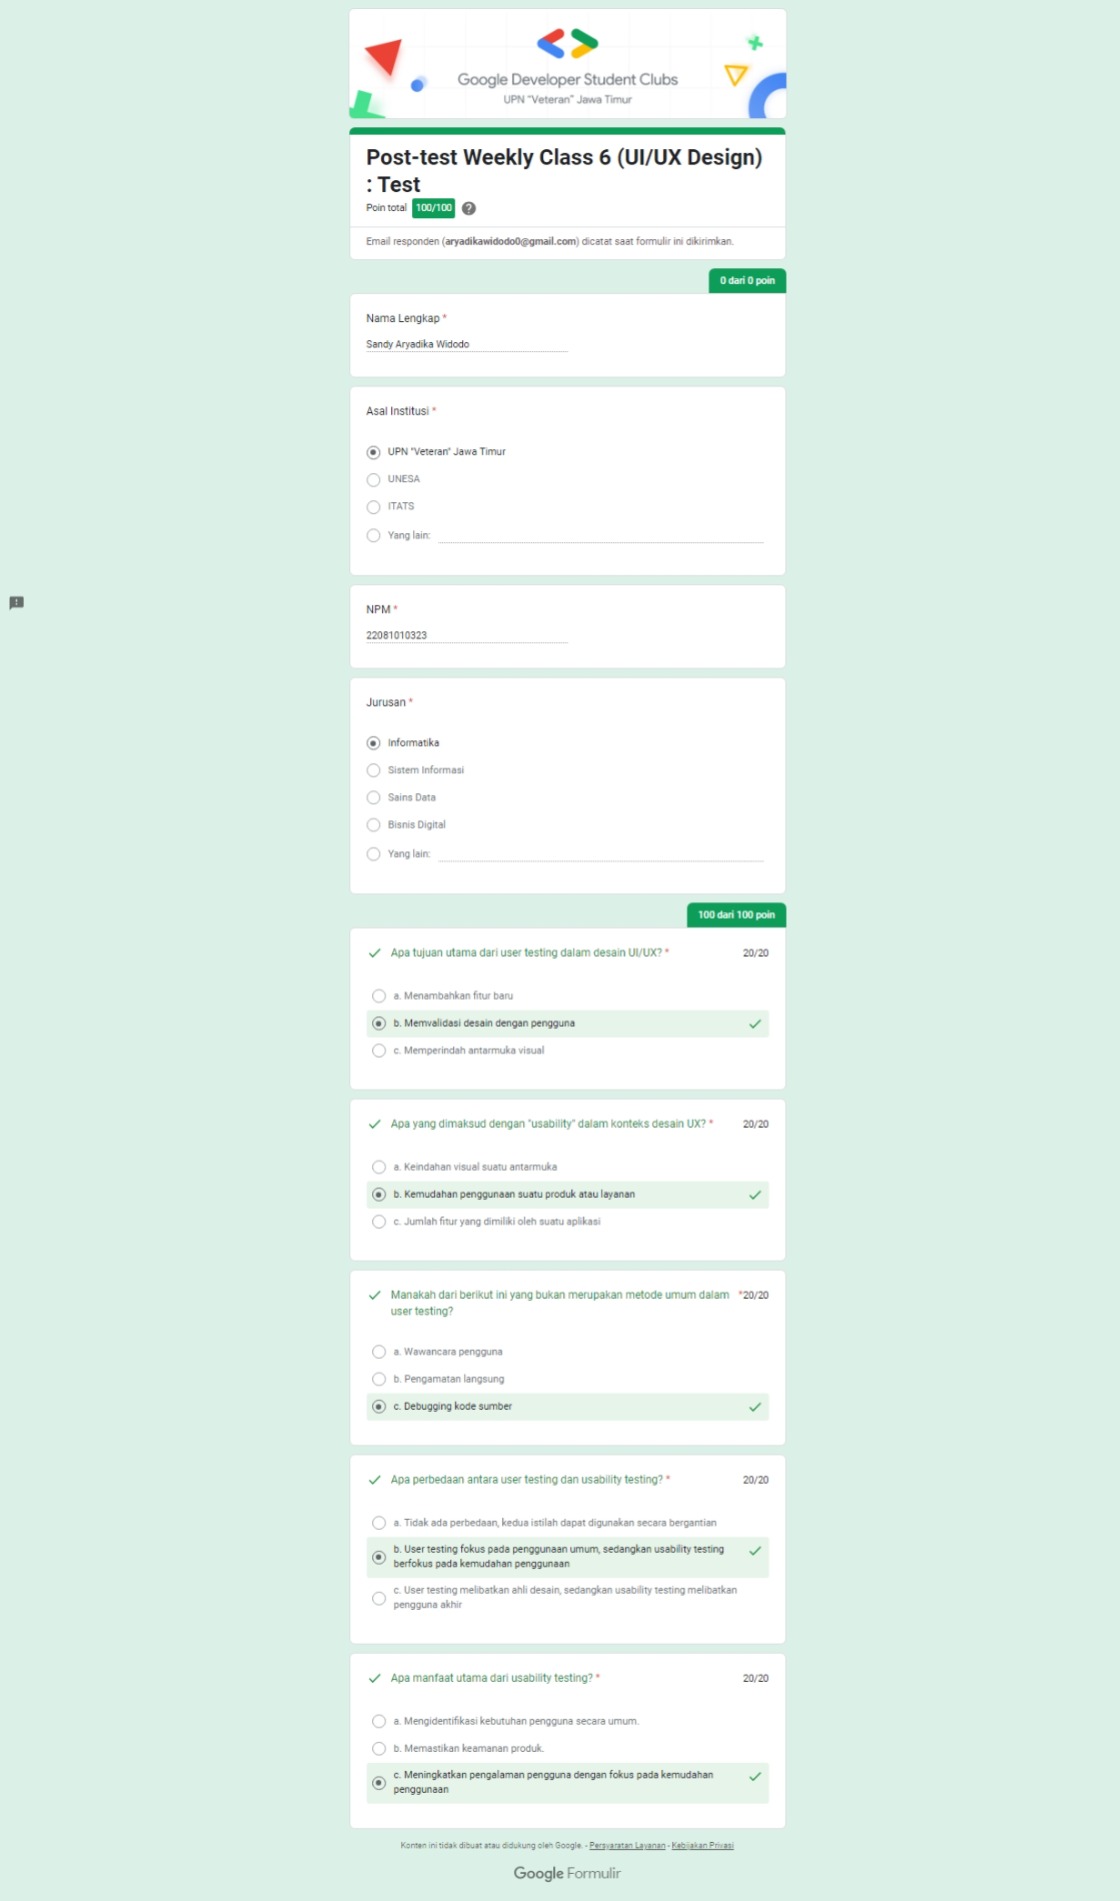 Google Developer Student Clubs
UPN "Veteran" Jawa Timur
Post-test Weekly Class 6 (UI/UX Design)
: Test
Poin total 100/100 ?
Email responden (aryadikawidodo0@gmail.com) dicatat saat formulir ini dikirimkan.
0 dari 0 poin
Nama Lengkap *
Sandy Aryadika Widodo
Asal Institusi *
UPN "Veteran" Jawa Timur
UNESA
ITATS
Yang lain:
NPM *
22081010323
Jurusan *
Informatika
Sistem Informasi
Sains Data
Bisnis Digital
Yang lain:
100 dari 100 poin
Apa tujuan utama dari user testing dalam desain UI/UX? * 20/20
a. Menambahkan fitur baru
b. Memvalidasi desain dengan pengguna
c. Memperindah antarmuka visual
Apa yang dimaksud dengan "usability" dalam konteks desain UX? * 20/20
a. Keindahan visual suatu antarmuka
b. Kemudahan penggunaan suatu produk atau layanan
c. Jumlah fitur yang dimiliki oleh suatu aplikasi
Manakah dari berikut ini yang bukan merupakan metode umum dalam *20/20
user testing?
a. Wawancara pengguna
b. Pengamatan langsung
c. Debugging kode sumber
Apa perbedaan antara user testing dan usability testing? * 20/20
a. Tidak ada perbedaan, kedua istilah dapat digunakan secara bergantian
b. User testing fokus pada penggunaan umum, sedangkan usability testing
berfokus pada kemudahan penggunaan
c. User testing melibatkan ahli desain, sedangkan usability testing melibatkan
pengguna akhir
Apa manfaat utama dari usability testing? * 20/20
a. Mengidentifikasi kebutuhan pengguna secara umum.
b. Memastikan keamanan produk.
c. Meningkatkan pengalaman pengguna dengan fokus pada kemudahan
penggunaan
Konten ini tidak dibuat atau didukung oleh Google. - Persyaratan Layanan - Kebijakan Privasi
Google Formulir